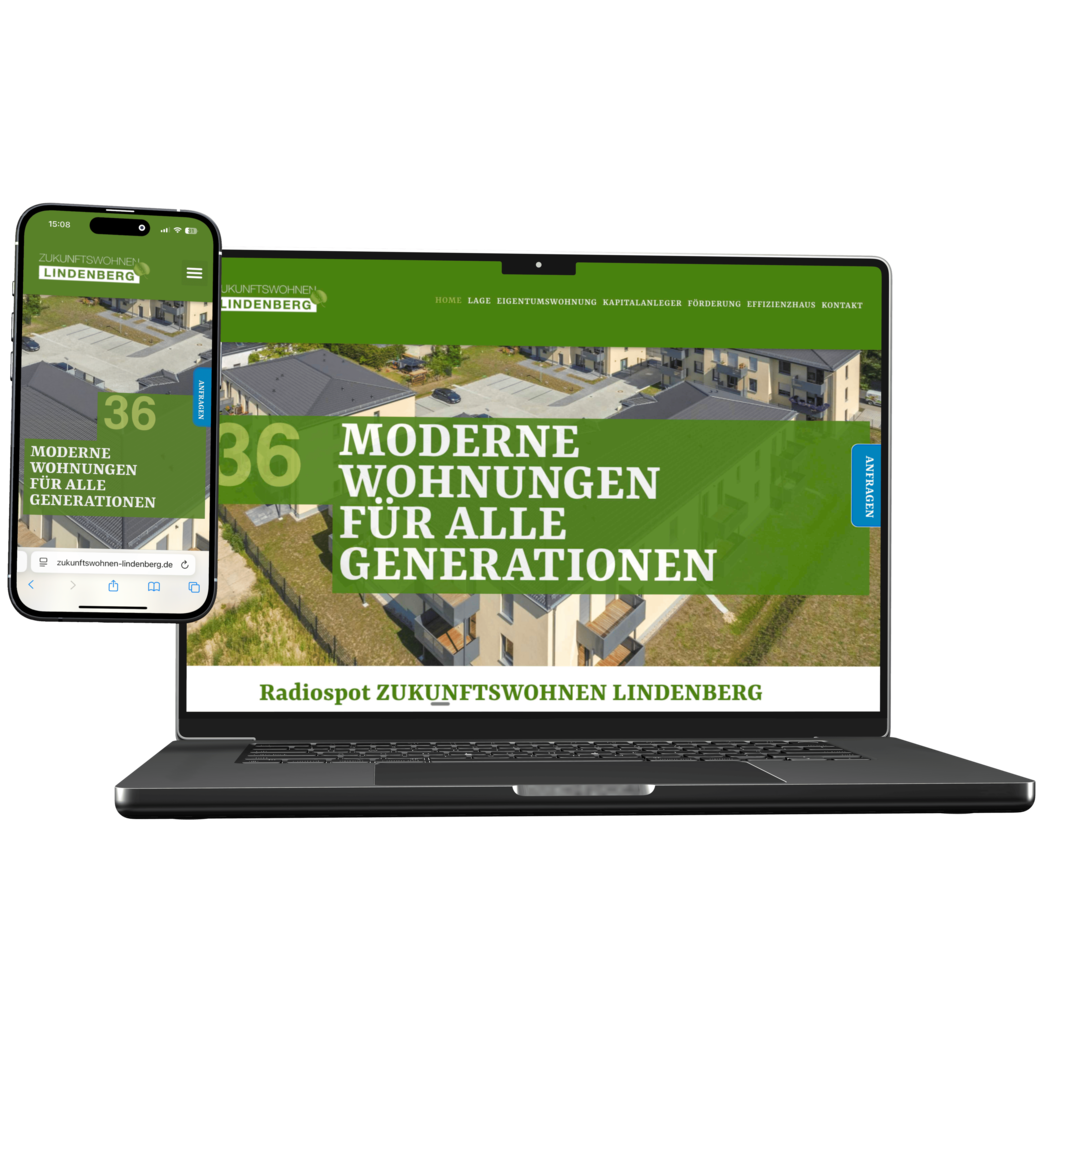 15:08
ZUKUNFTSWOHNEN
LINDENBERG
36
MODERNE
WOHNUNGEN
FÜR ALLE
GENERATIONEN
ANFRAGEN
zukunftswohnen-lindenberg.de
UKUNFTSWOHNEN
LINDENBERG
HOME LAGE EIGENTUMSWOHNUNG KAPITALANLEGER FÖRDERUNG EFFIZIENZHAUS KONTAKT
36
MODERNE
WOHNUNGEN
FÜR ALLE
GENERATIONEN
ANFRAGEN
Radiospot ZUKUNFTSWOHNEN LINDENBERG